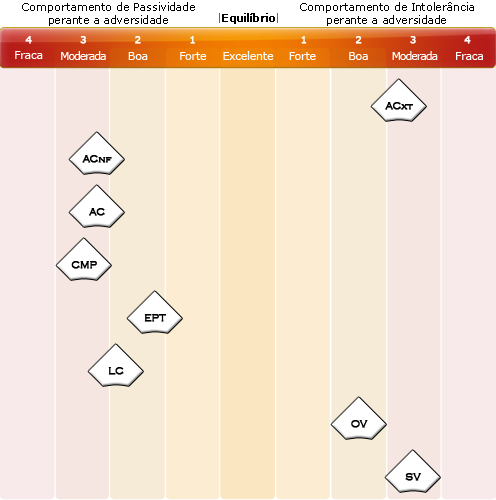 Comportamento de Passividade
perante a adversidade
|Equilíbrio|
Comportamento de Intolerância
perante a adversidade
4 3 2 1 1 2 3 4
Fraca Moderada Boa Forte Excelente Forte Boa Moderada Fraca
ACXT
ACNF
AC
CMP
EPT
LC
OV
SV